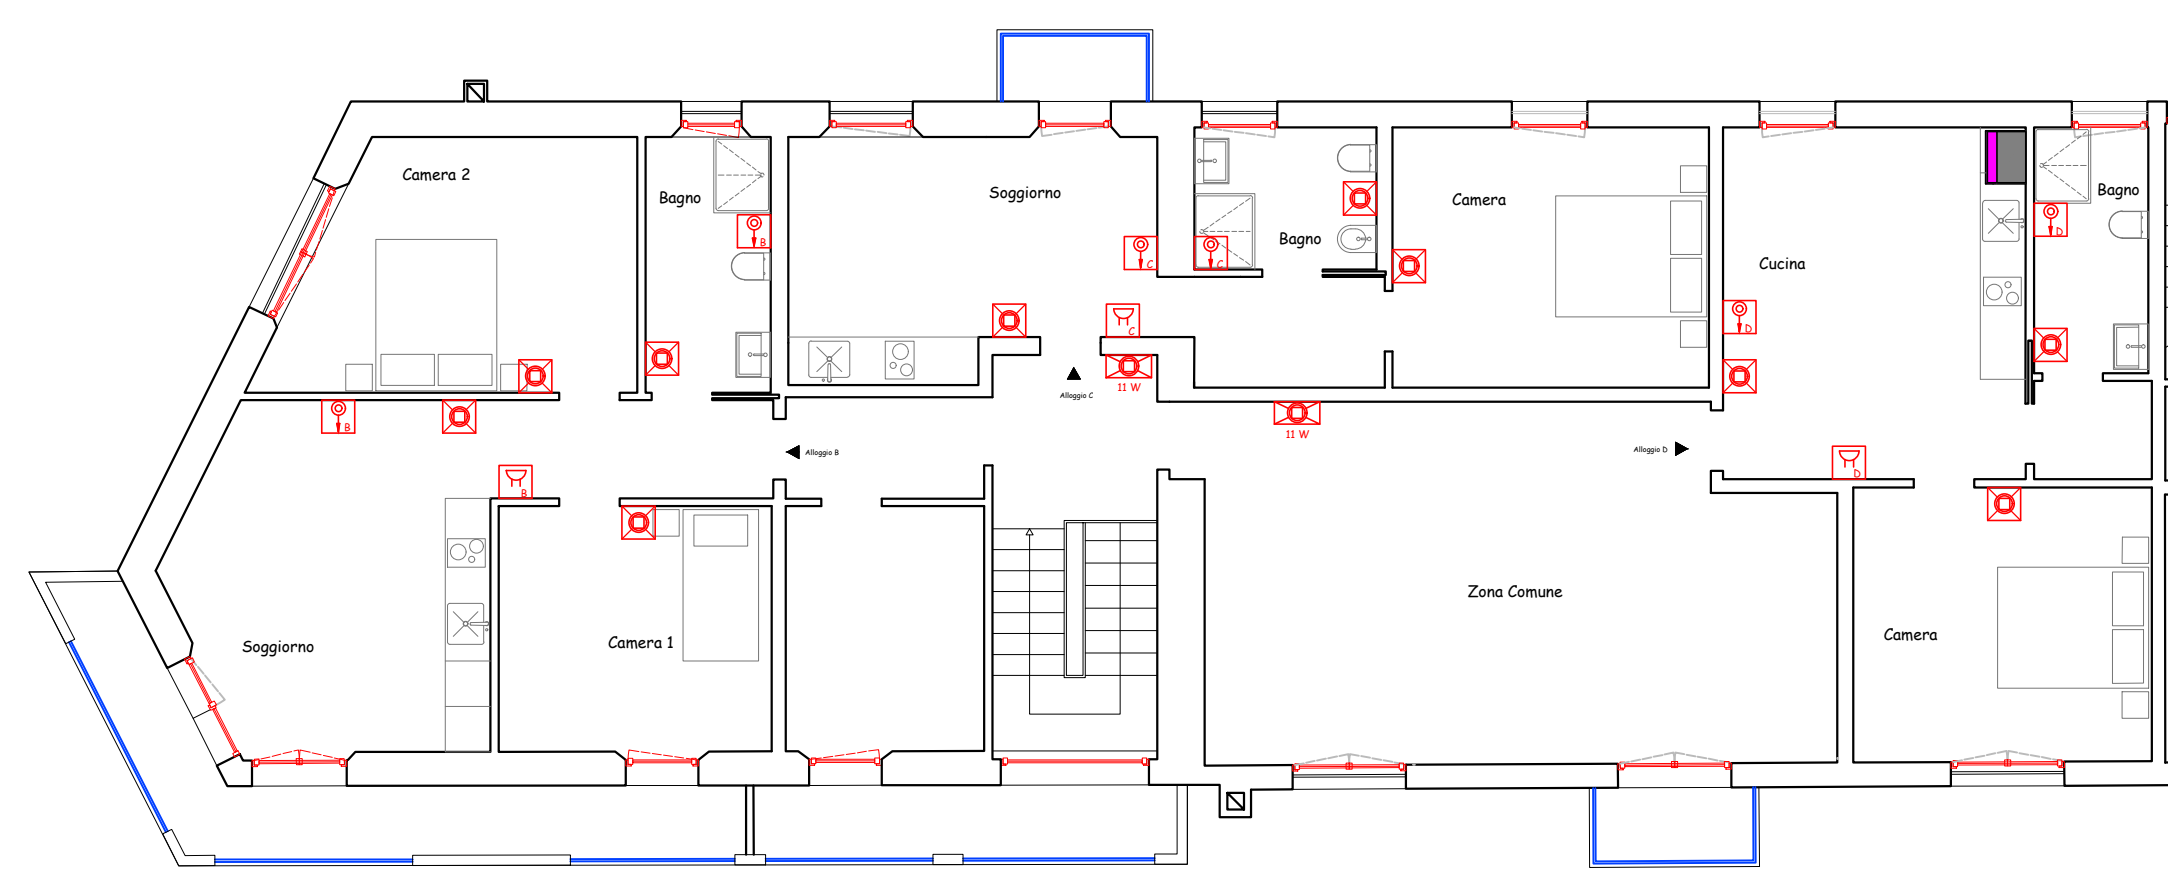 Camera 2
Bagno
B
Soggiorno
C
C
Bagno
Camera
Cucina
Bagno
D
D
C
11 W
Alloggio C
B
11 W
Alloggio B
Alloggio D
B
D
Soggiorno
Camera 1
Zona Comune
Camera